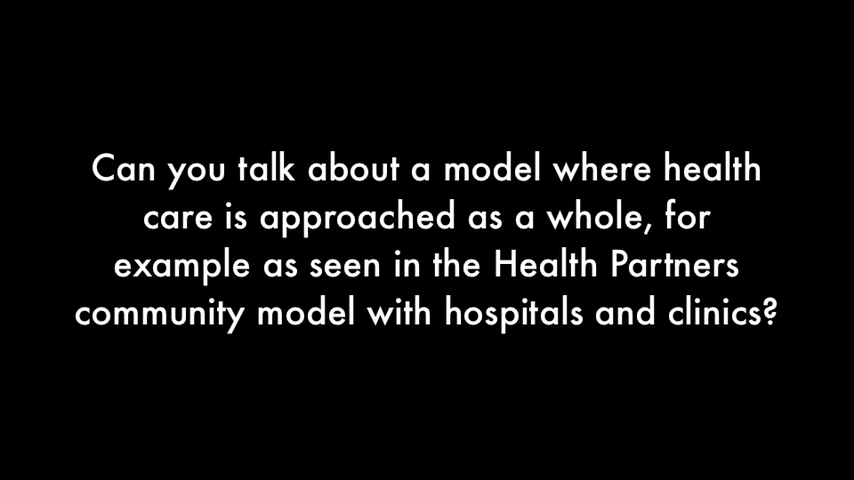 Can you talk about a model where health
care is approached as a whole, for
example as seen in the Health Partners
community model with hospitals and clinics?